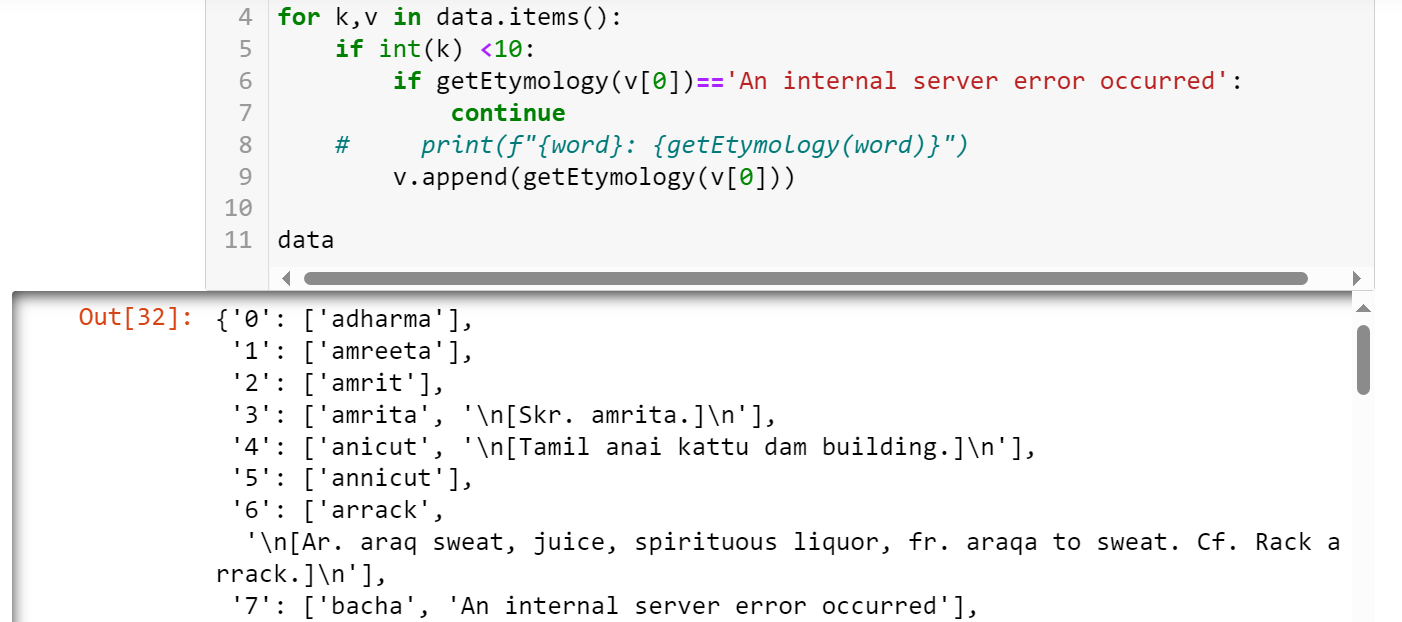 4 for k,v in data.items():
5     if int(k) <10:
6         if getEtymology(v[0])=='An internal server error occurred':
7             continue
8     #     print(f"{word}: {getEtymology(word)}")
9         v.append(getEtymology(v[0]))
10
11 data
Out[32]: {'0': ['adharma'],
 '1': ['amreeta'],
 '2': ['amrit'],
 '3': ['amrita', '\n[Skr. amrita.]\n'],
 '4': ['anicut', '\n[Tamil anai kattu dam building.]\n'],
 '5': ['annicut'],
 '6': ['arrack',
  '\n[Ar. araq sweat, juice, spirituous liquor, fr. araqa to sweat. Cf. Rack a
rrack.]\n'],
 '7': ['bacha', 'An internal server error occurred'],